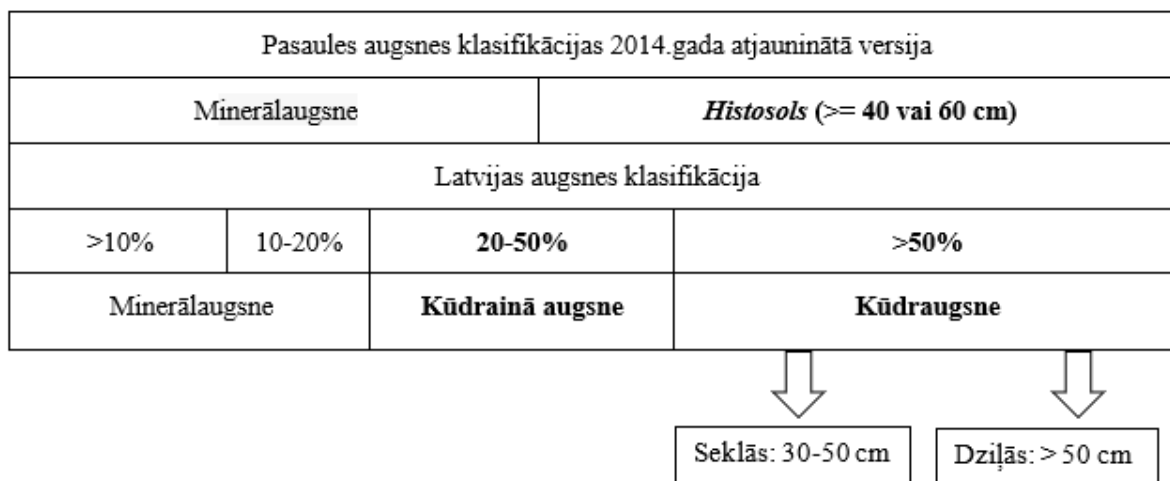 Pasaules augsnes klasifikācijas 2014.gada atjauninātā versija
Minerālaugsne
Histosols (>= 40 vai 60 cm)
Latvijas augsnes klasifikācija
>10%
10-20%
20-50%
>50%
Minerālaugsne
Kūdrainā augsne
Kūdraugsne
Seklās: 30-50 cm
Dziļās: > 50 cm